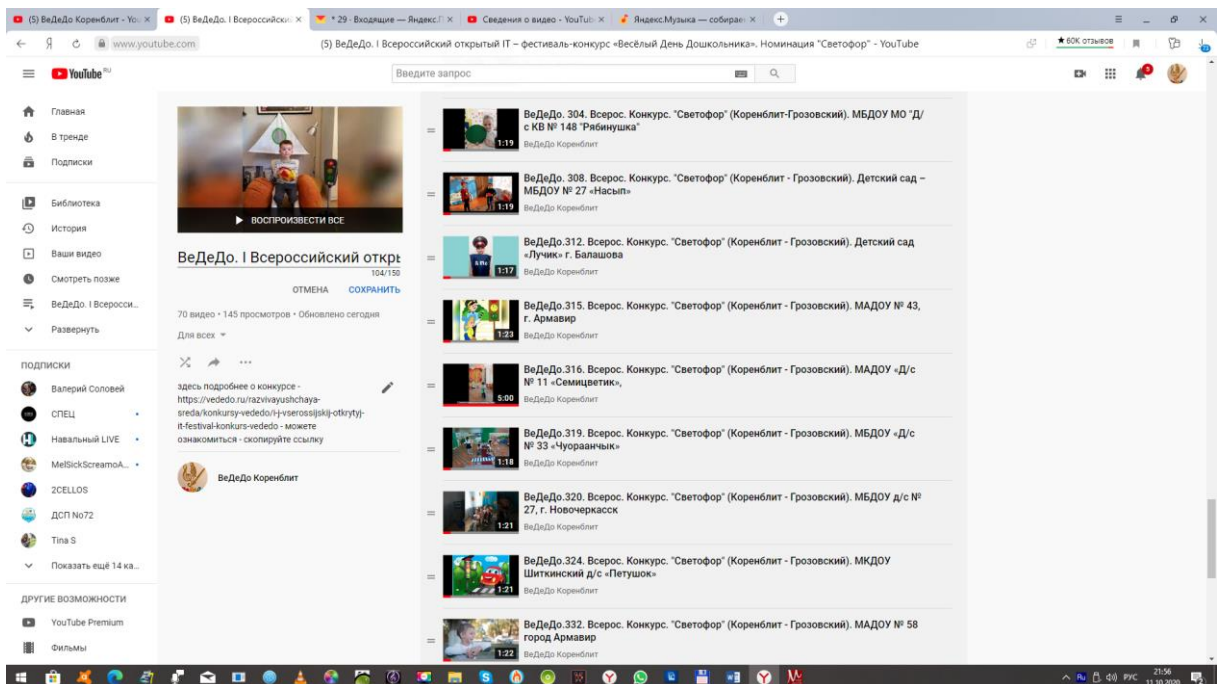 (5) ВеДеДо Коренблит - You
(5) ВеДеДо. I Всероссийски
* 29 · Входящие — Яндекс.
Сведения о видео - YouTub
Яндекс.Музыка — собирае
www.youtube.com
(5) ВеДеДо. I Всероссийский открытый IT – фестиваль-конкурс «Весёлый День Дошкольника». Номинация "Светофор" - YouTube
★ 60K отзывов
YouTube RU
Введите запрос
Главная
В тренде
Подписки
Библиотека
История
Ваши видео
Смотреть позже
ВеДеДо. I Всеросси...
Развернуть
ПОДПИСКИ
Валерий Соловей
СПЕЦ
Навальный LIVE
MelSickScreamoA...
2CELLOS
ДСП No72
Tina S
Показать ещё 14 ка...
ДРУГИЕ ВОЗМОЖНОСТИ
YouTube Premium
Фильмы
ВОСПРОИЗВЕСТИ ВСЕ
ВеДеДо. I Всероссийский откры
104/150
ОТМЕНА СОХРАНИТЬ
70 видео • 145 просмотров • Обновлено сегодня
Для всех
здесь подробнее о конкурсе -
https://vededo.ru/razvivayushchaya-
sreda/konkursy-vededo/i-j-vserossijskij-otkrytyj-
it-festival-konkurs-vededo - можете
ознакомиться - скопируйте ссылку
ВеДеДо Коренблит
1:19
ВеДеДо. 304. Всерос. Конкурс. "Светофор" (Коренблит-Грозовский). МБДОУ МО "Д/
с КВ № 148 "Рябинушка"
ВеДеДо Коренблит
1:19
ВеДеДо. 308. Всерос. Конкурс. "Светофор" (Коренблит - Грозовский). Детский сад –
МБДОУ № 27 «Насып»
ВеДеДо Коренблит
1:17
ВеДеДо.312. Всерос. Конкурс. "Светофор" (Коренблит - Грозовский). Детский сад
«Лучик» г. Балашова
ВеДеДо Коренблит
1:23
ВеДеДо.315. Всерос. Конкурс. "Светофор" (Коренблит - Грозовский). МАДОУ № 43,
г. Армавир
ВеДеДо Коренблит
5:00
ВеДеДо.316. Всерос. Конкурс. "Светофор" (Коренблит - Грозовский). МАДОУ «Д/с
№ 11 «Семицветик»,
ВеДеДо Коренблит
1:18
ВеДеДо.319. Всерос. Конкурс. "Светофор" (Коренблит - Грозовский). МБДОУ «Д/с
№ 33 «Чуораанчык»
ВеДеДо Коренблит
1:21
ВеДеДо.320. Всерос. Конкурс. "Светофор" (Коренблит - Грозовский). МБДОУ д/с №
27, г. Новочеркасск
ВеДеДо Коренблит
1:21
ВеДеДо.324. Всерос. Конкурс. "Светофор" (Коренблит - Грозовский). МКДОУ
Шиткинский д/с «Петушок»
ВеДеДо Коренблит
1:22
ВеДеДо.332. Всерос. Конкурс. "Светофор" (Коренблит - Грозовский). МАДОУ № 58
город Армавир
ВеДеДо Коренблит
Ru
РУС
21:56
11.10.2020